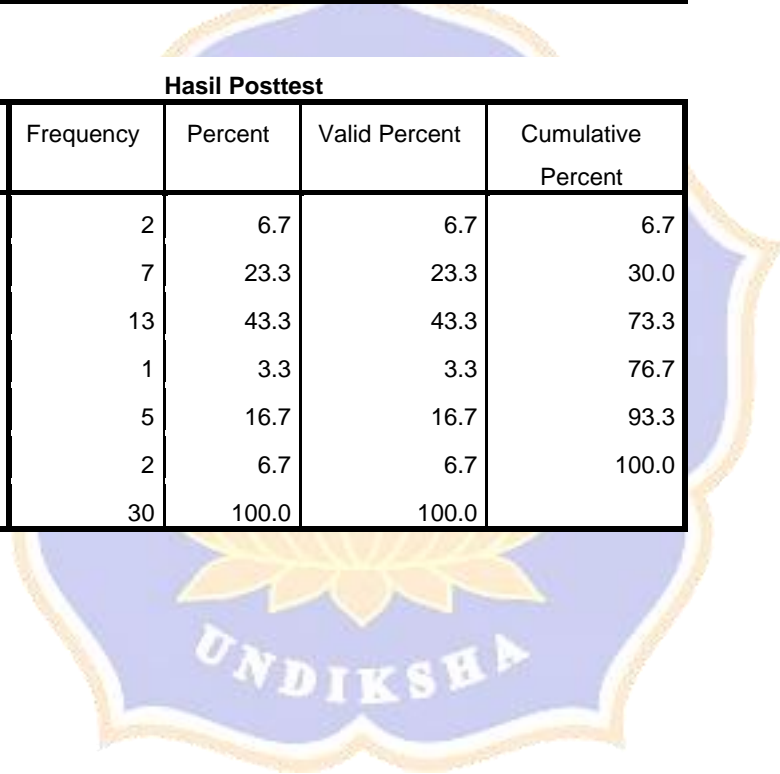 Hasil Posttest
Frequency Percent Valid Percent Cumulative
Percent
2 6.7 6.7 6.7
7 23.3 23.3 30.0
13 43.3 43.3 73.3
1 3.3 3.3 76.7
5 16.7 16.7 93.3
2 6.7 6.7 100.0
30 100.0 100.0
UNDIKSHA